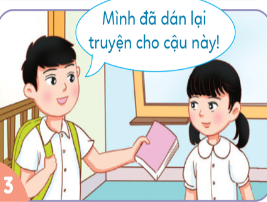 Mình đã dán lại
truyện cho cậu này!
3